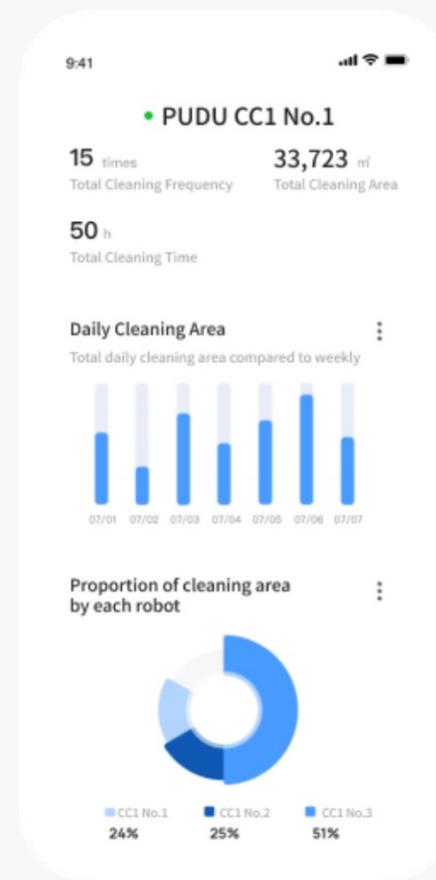 9:41
PUDU CC1 No.1
15 times
33,723 ㎡
Total Cleaning Frequency
Total Cleaning Area
50 h
Total Cleaning Time
Daily Cleaning Area
Total daily cleaning area compared to weekly
07/01 07/02 07/03 07/04 07/05 07/06 07/07
Proportion of cleaning area
by each robot
CC1 No.1 CC1 No.2 CC1 No.3
24% 25% 51%